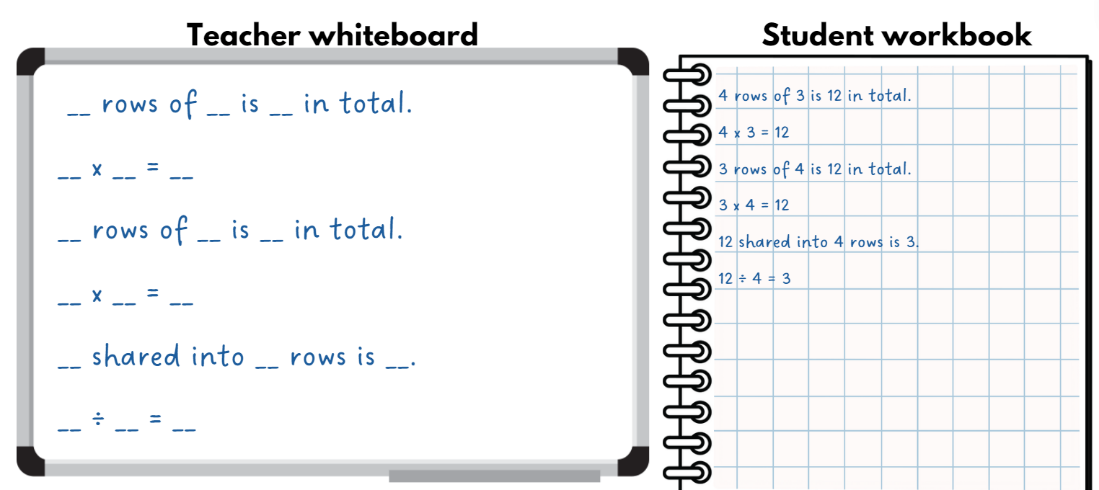 Teacher whiteboard
__ rows of __ is __ in total.
__ x __ = __
__ rows of __ is __ in total.
__ x __ = __
__ shared into __ rows is __.
__ ÷ __ = __
Student workbook
4 rows of 3 is 12 in total.
4 x 3 = 12
3 rows of 4 is 12 in total.
3 x 4 = 12
12 shared into 4 rows is 3.
12 ÷ 4 = 3